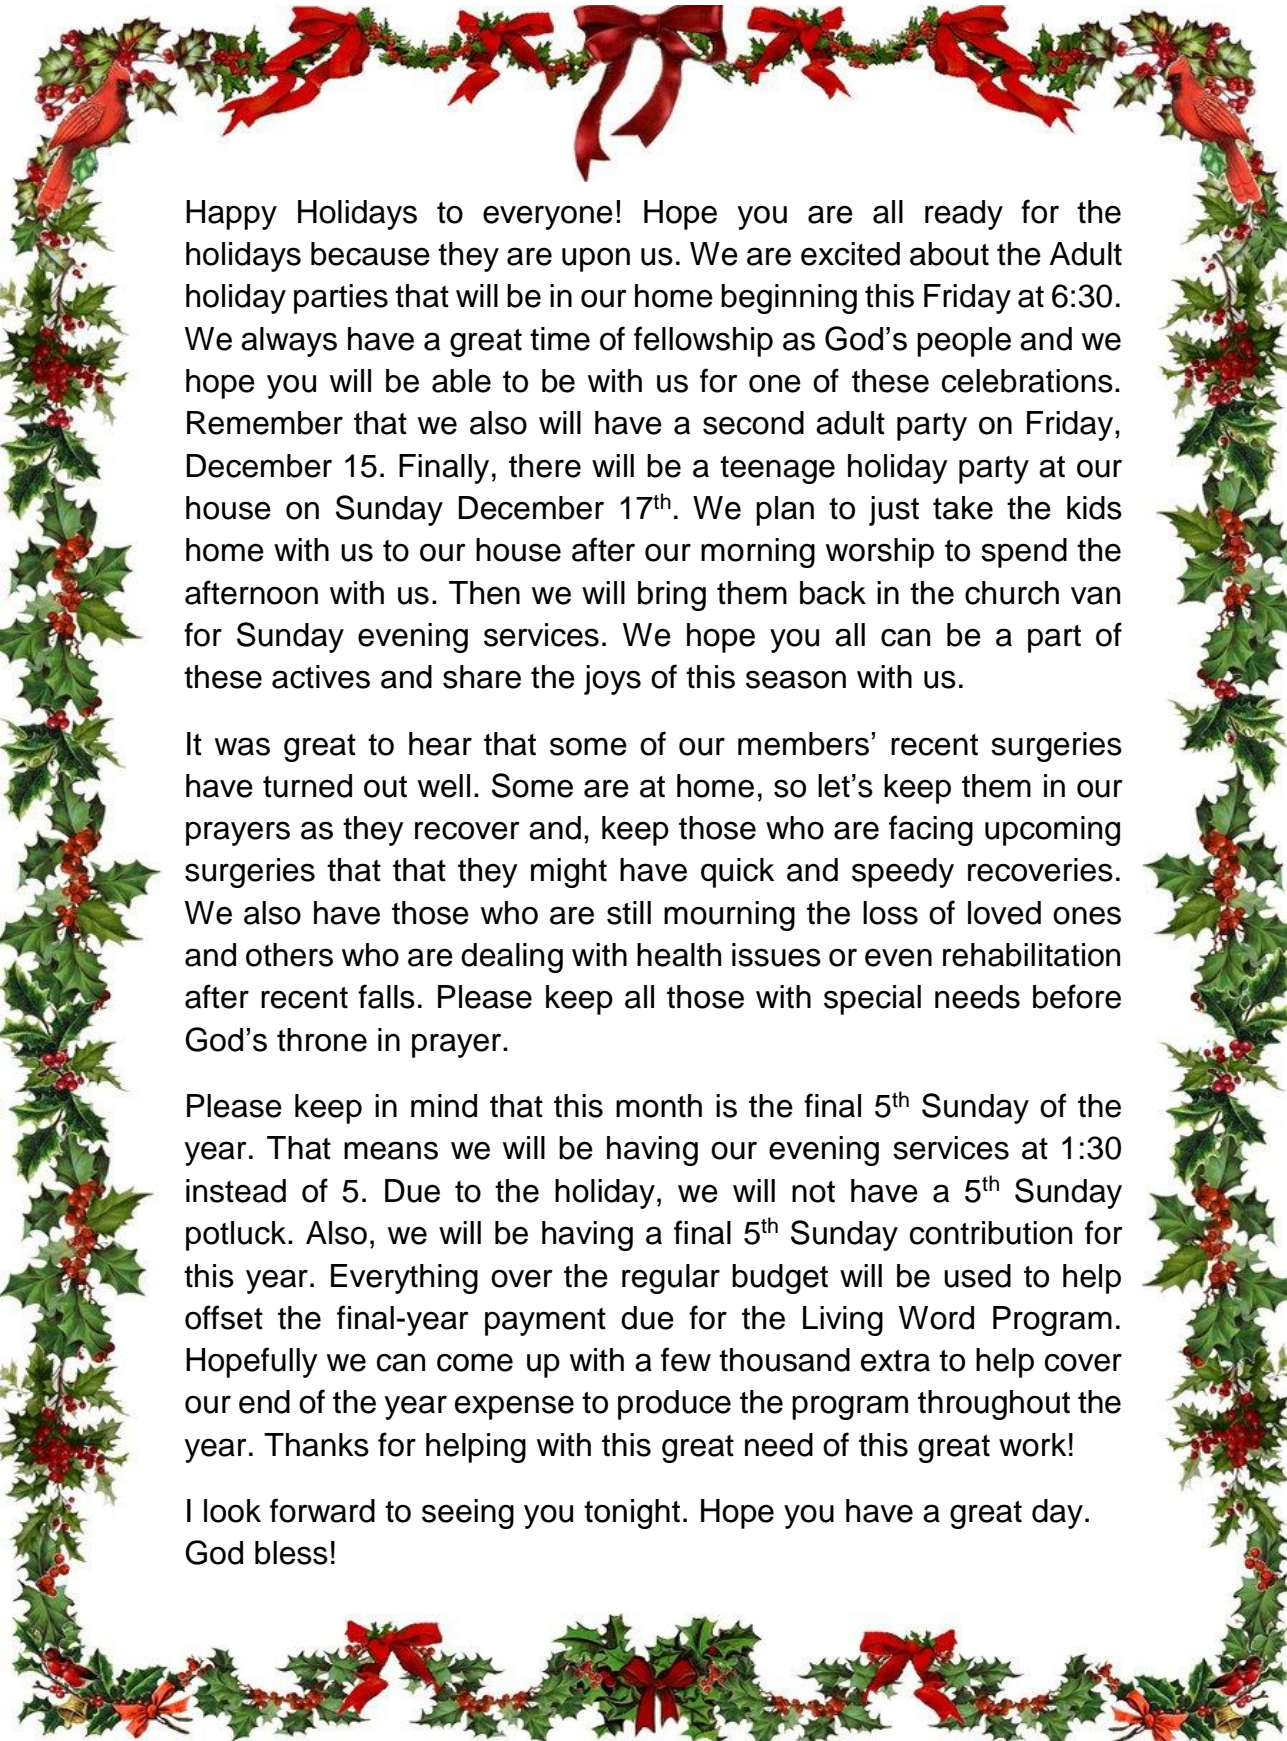 Happy Holidays to everyone! Hope you are all ready for the
holidays because they are upon us. We are excited about the Adult
holiday parties that will be in our home beginning this Friday at 6:30.
We always have a great time of fellowship as God’s people and we
hope you will be able to be with us for one of these celebrations.
Remember that we also will have a second adult party on Friday,
December 15. Finally, there will be a teenage holiday party at our
house on Sunday December 17th. We plan to just take the kids
home with us to our house after our morning worship to spend the
afternoon with us. Then we will bring them back in the church van
for Sunday evening services. We hope you all can be a part of
these actives and share the joys of this season with us.
It was great to hear that some of our members’ recent surgeries
have turned out well. Some are at home, so let’s keep them in our
prayers as they recover and, keep those who are facing upcoming
surgeries that that they might have quick and speedy recoveries.
We also have those who are still mourning the loss of loved ones
and others who are dealing with health issues or even rehabilitation
after recent falls. Please keep all those with special needs before
God’s throne in prayer.
Please keep in mind that this month is the final 5th Sunday of the
year. That means we will be having our evening services at 1:30
instead of 5. Due to the holiday, we will not have a 5th Sunday
potluck. Also, we will be having a final 5th Sunday contribution for
this year. Everything over the regular budget will be used to help
offset the final-year payment due for the Living Word Program.
Hopefully we can come up with a few thousand extra to help cover
our end of the year expense to produce the program throughout the
year. Thanks for helping with this great need of this great work!
I look forward to seeing you tonight. Hope you have a great day.
God bless!